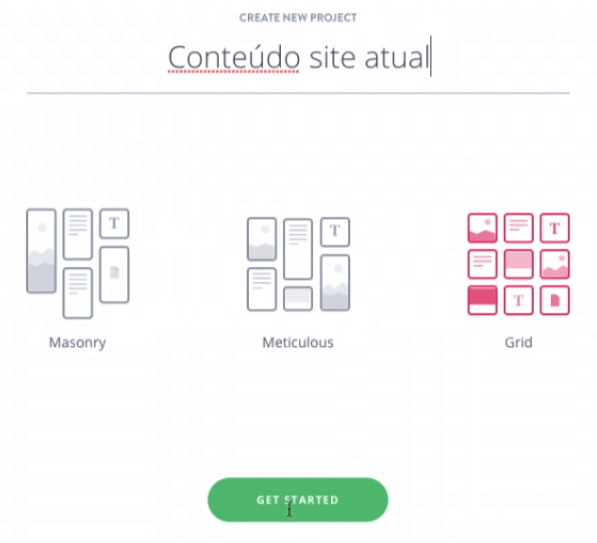 CREATE NEW PROJECT
Conteúdo site atual
T
T
T
T
Masonry
Meticulous
Grid
GET STARTED